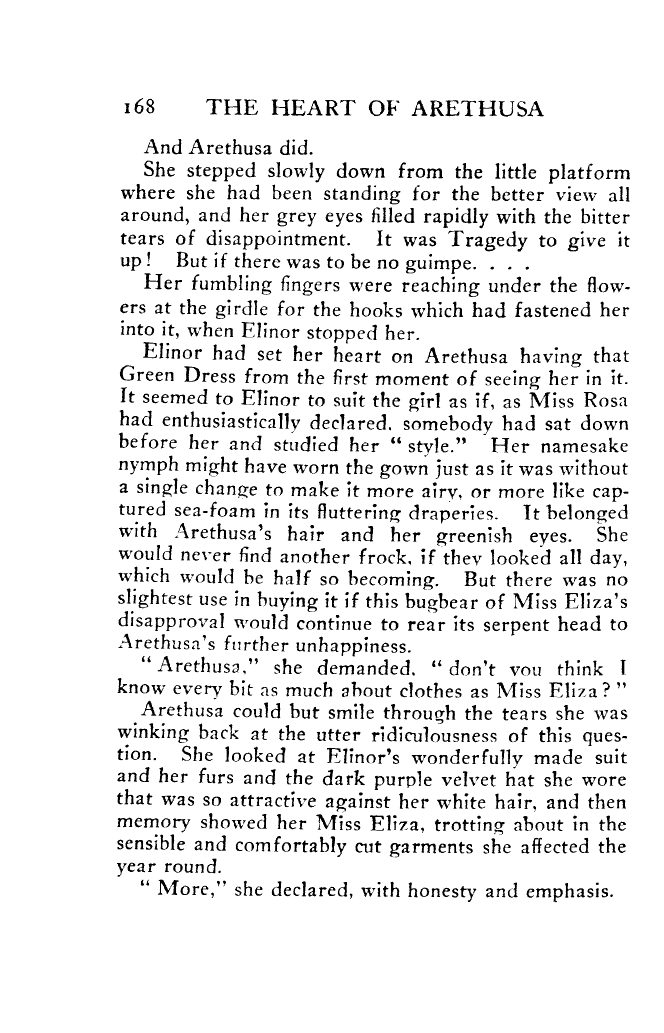 168 THE HEART OF ARETHUSA
And Arethusa did.
She stepped slowly down from the little platform
where she had been standing for the better view all
around, and her grey eyes filled rapidly with the bitter
tears of disappointment. It was Tragedy to give it
up! But if there was to be no guimpe. . . .
Her fumbling fingers were reaching under the flow-
ers at the girdle for the hooks which had fastened her
into it, when Elinor stopped her.
Elinor had set her heart on Arethusa having that
Green Dress from the first moment of seeing her in it.
It seemed to Elinor to suit the girl as if, as Miss Rosa
had enthusiastically declared, somebody had sat down
before her and studied her “ style.” Her namesake
nymph might have worn the gown just as it was without
a single change to make it more airy, or more like cap-
tured sea-foam in its fluttering draperies. It belonged
with Arethusa's hair and her greenish eyes. She
would never find another frock, if they looked all day,
which would be half so becoming. But there was no
slightest use in buying it if this bugbear of Miss Eliza's
disapproval would continue to rear its serpent head to
Arethusa's further unhappiness.
“ Arethusa,” she demanded, “ don't you think I
know every bit as much about clothes as Miss Eliza? ”
Arethusa could but smile through the tears she was
winking back at the utter ridiculousness of this ques-
tion. She looked at Elinor's wonderfully made suit
and her furs and the dark purple velvet hat she wore
that was so attractive against her white hair, and then
memory showed her Miss Eliza, trotting about in the
sensible and comfortably cut garments she affected the
year round.
“ More,” she declared, with honesty and emphasis.